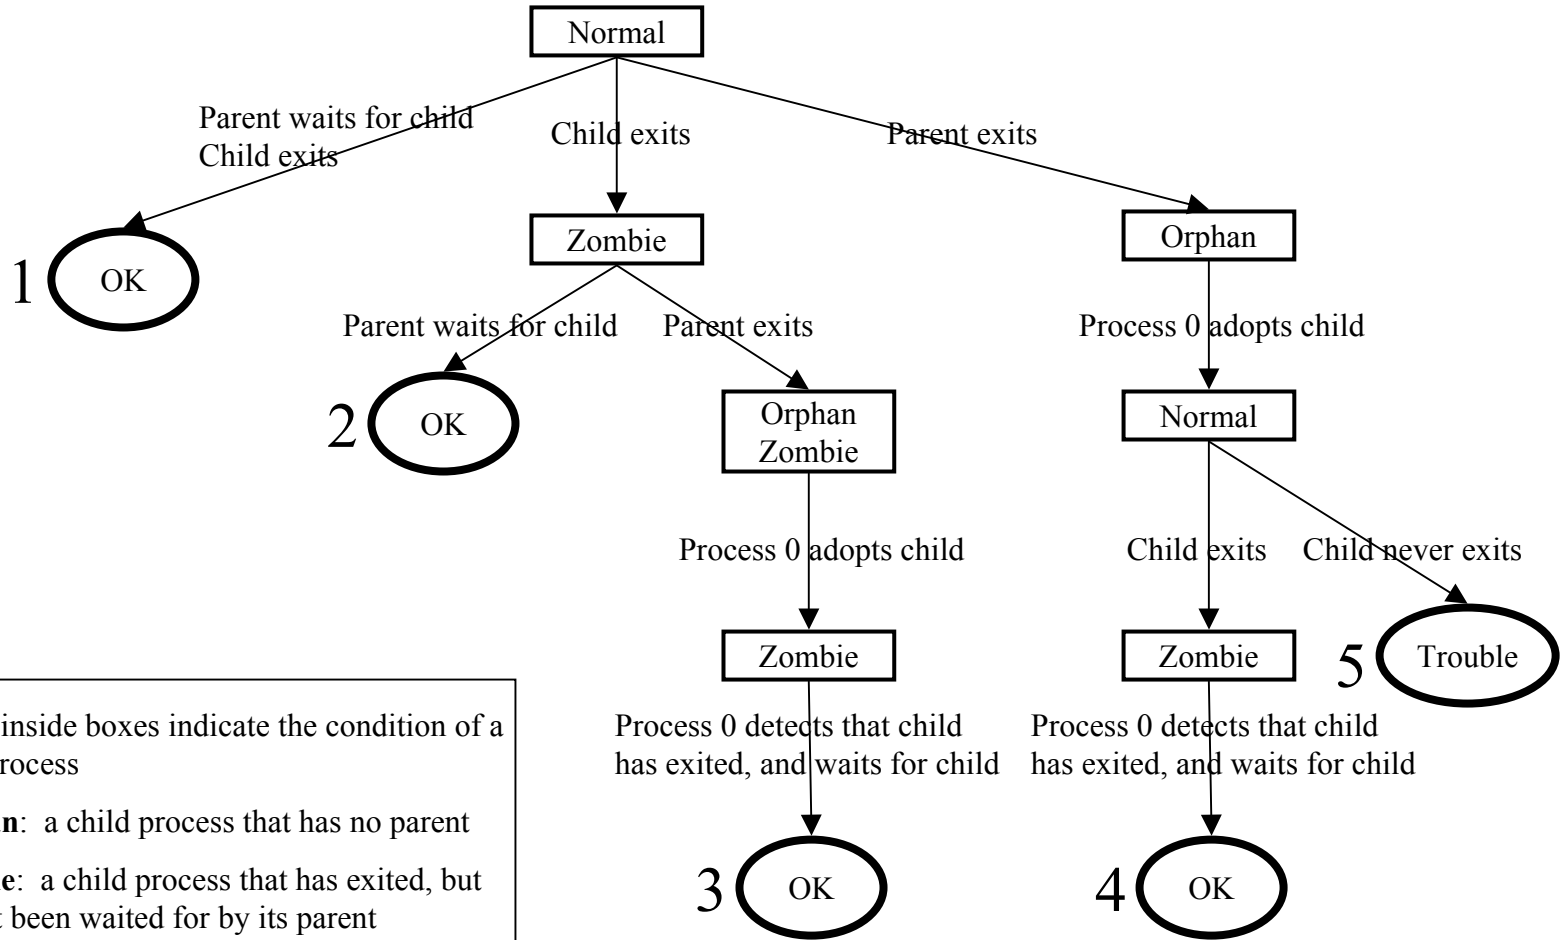 Normal
Parent waits for child
Child exits
Child exits
Parent exits
1
OK
Zombie
Orphan
Parent waits for child
Parent exits
Process 0 adopts child
2
OK
Orphan
Zombie
Normal
Process 0 adopts child
Child exits
Child never exits
Zombie
Zombie
5
Trouble
Process 0 detects that child
has exited, and waits for child
Process 0 detects that child
has exited, and waits for child
3
OK
4
OK
inside boxes indicate the condition of a
rocess
n: a child process that has no parent
e: a child process that has exited, but
t been waited for by its parent